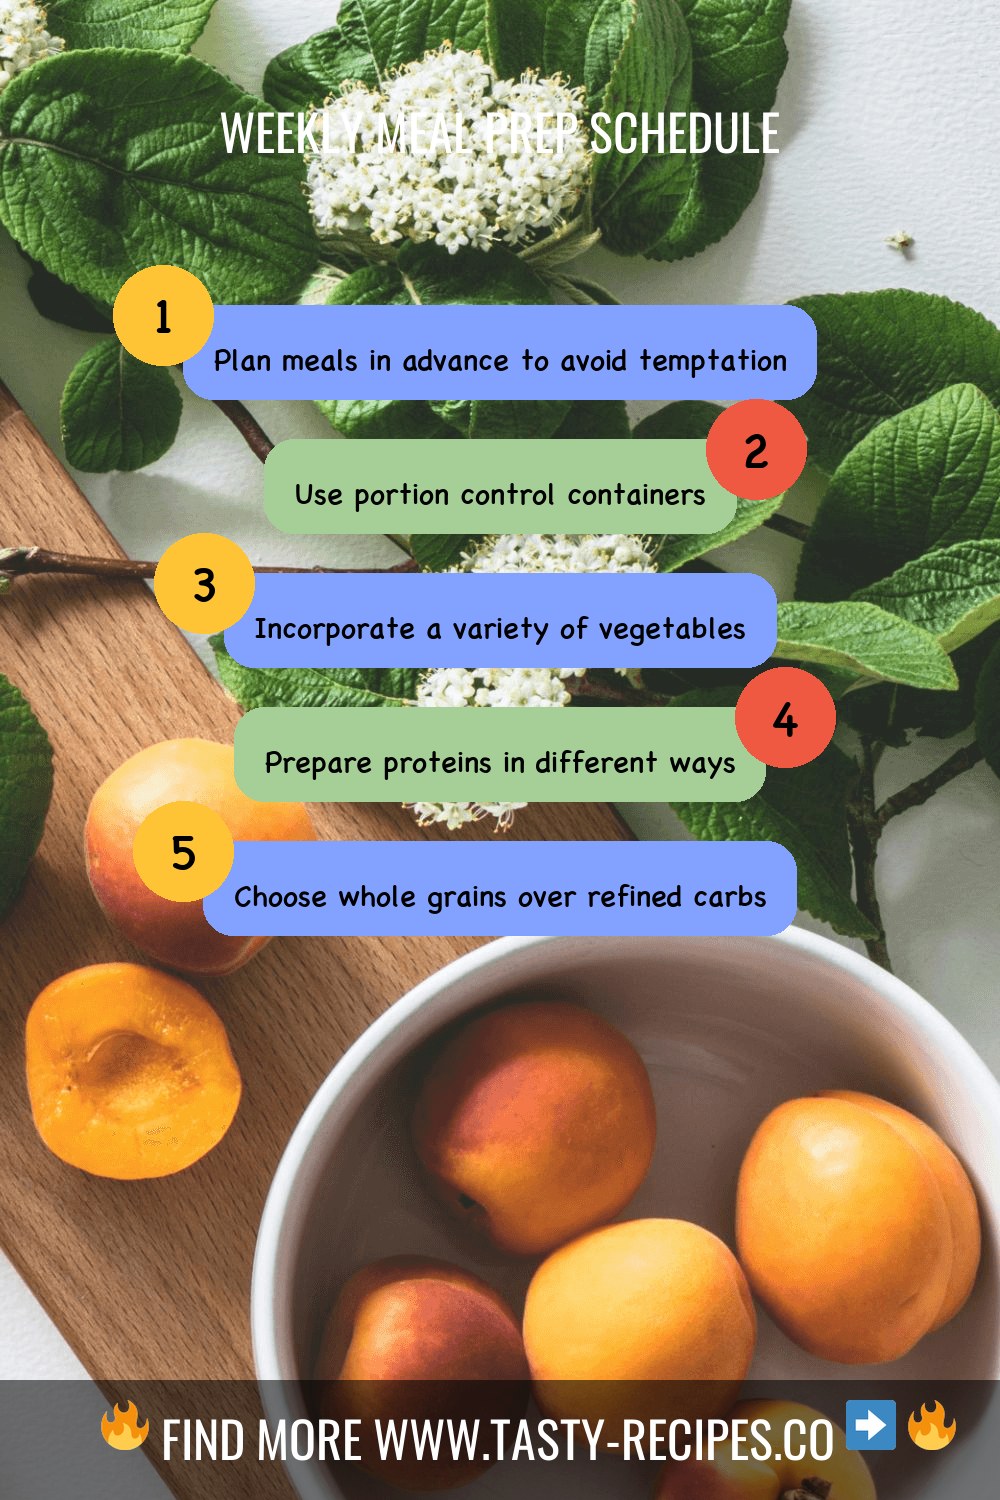 WEEKLY MEAL PREP SCHEDULE
1
Plan meals in advance to avoid temptation
2
Use portion control containers
3
Incorporate a variety of vegetables
4
Prepare proteins in different ways
5
Choose whole grains over refined carbs
FIND MORE WWW.TASTY-RECIPES.CO